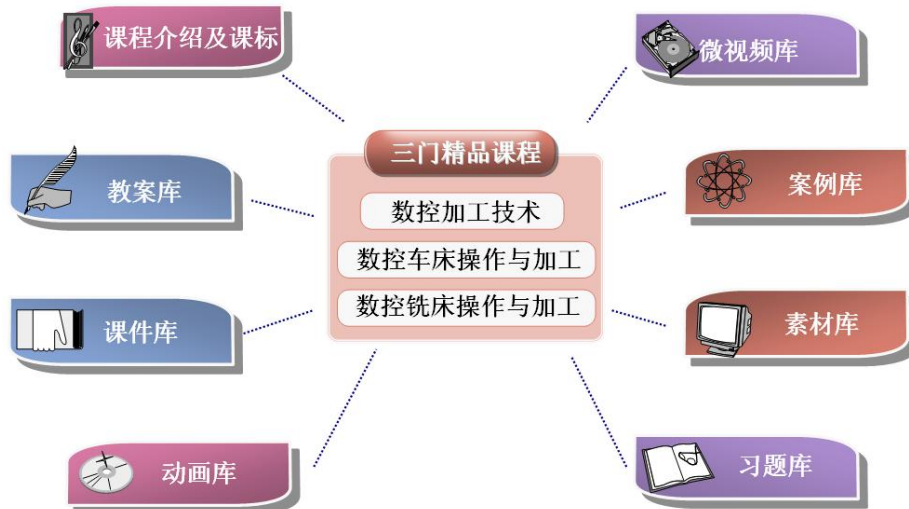 课程介绍及课标
微视频库
三门精品课程
教案库
案例库
数控加工技术
数控车床操作与加工
数控铣床操作与加工
课件库
素材库
动画库
习题库